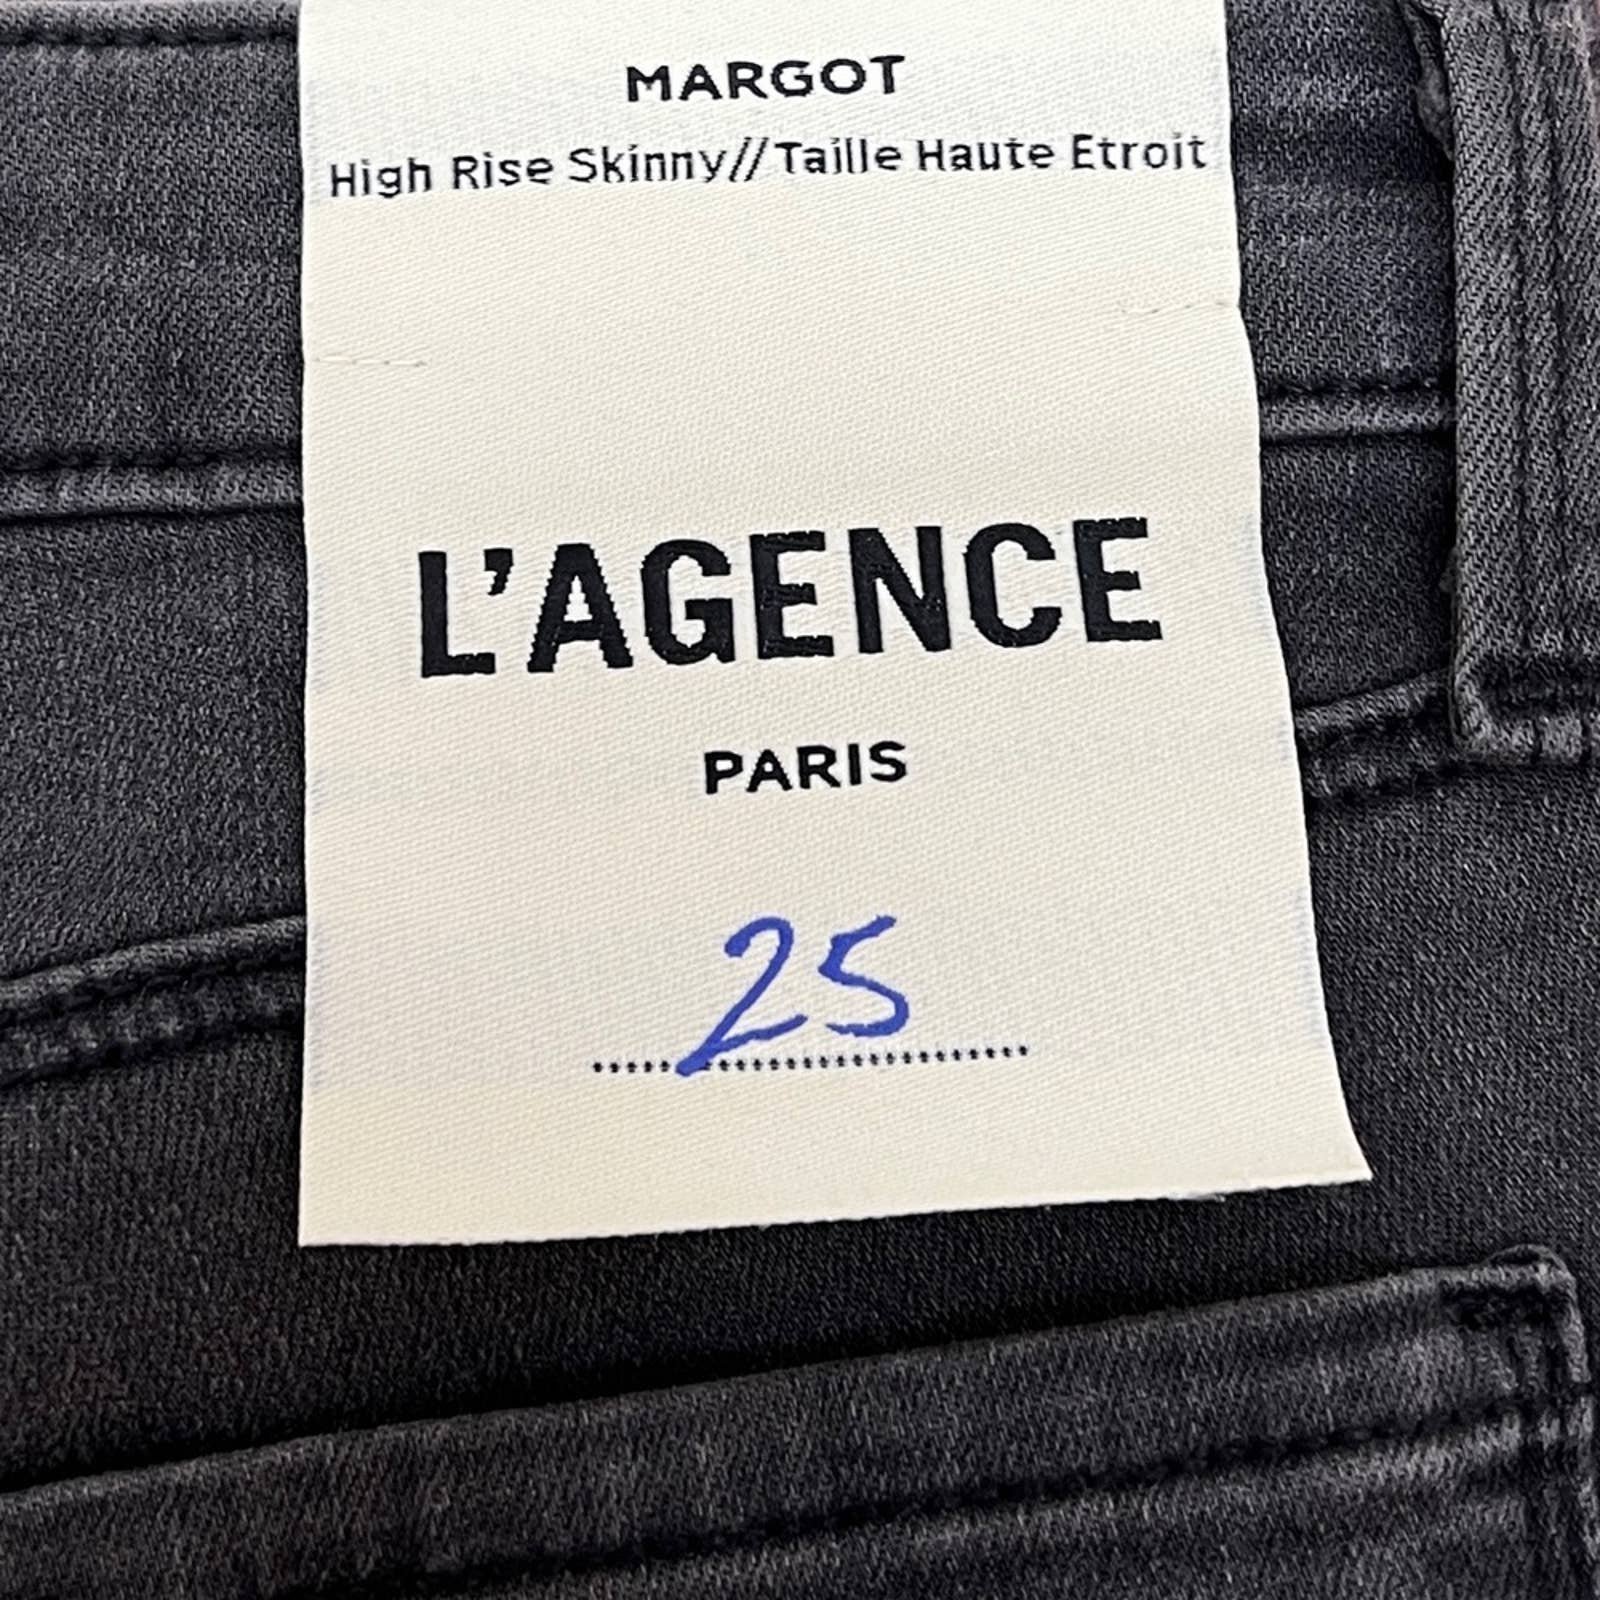 MARGOT
High Rise Skinny//Taille Haute Etroit
L'AGENCE
PARIS
25